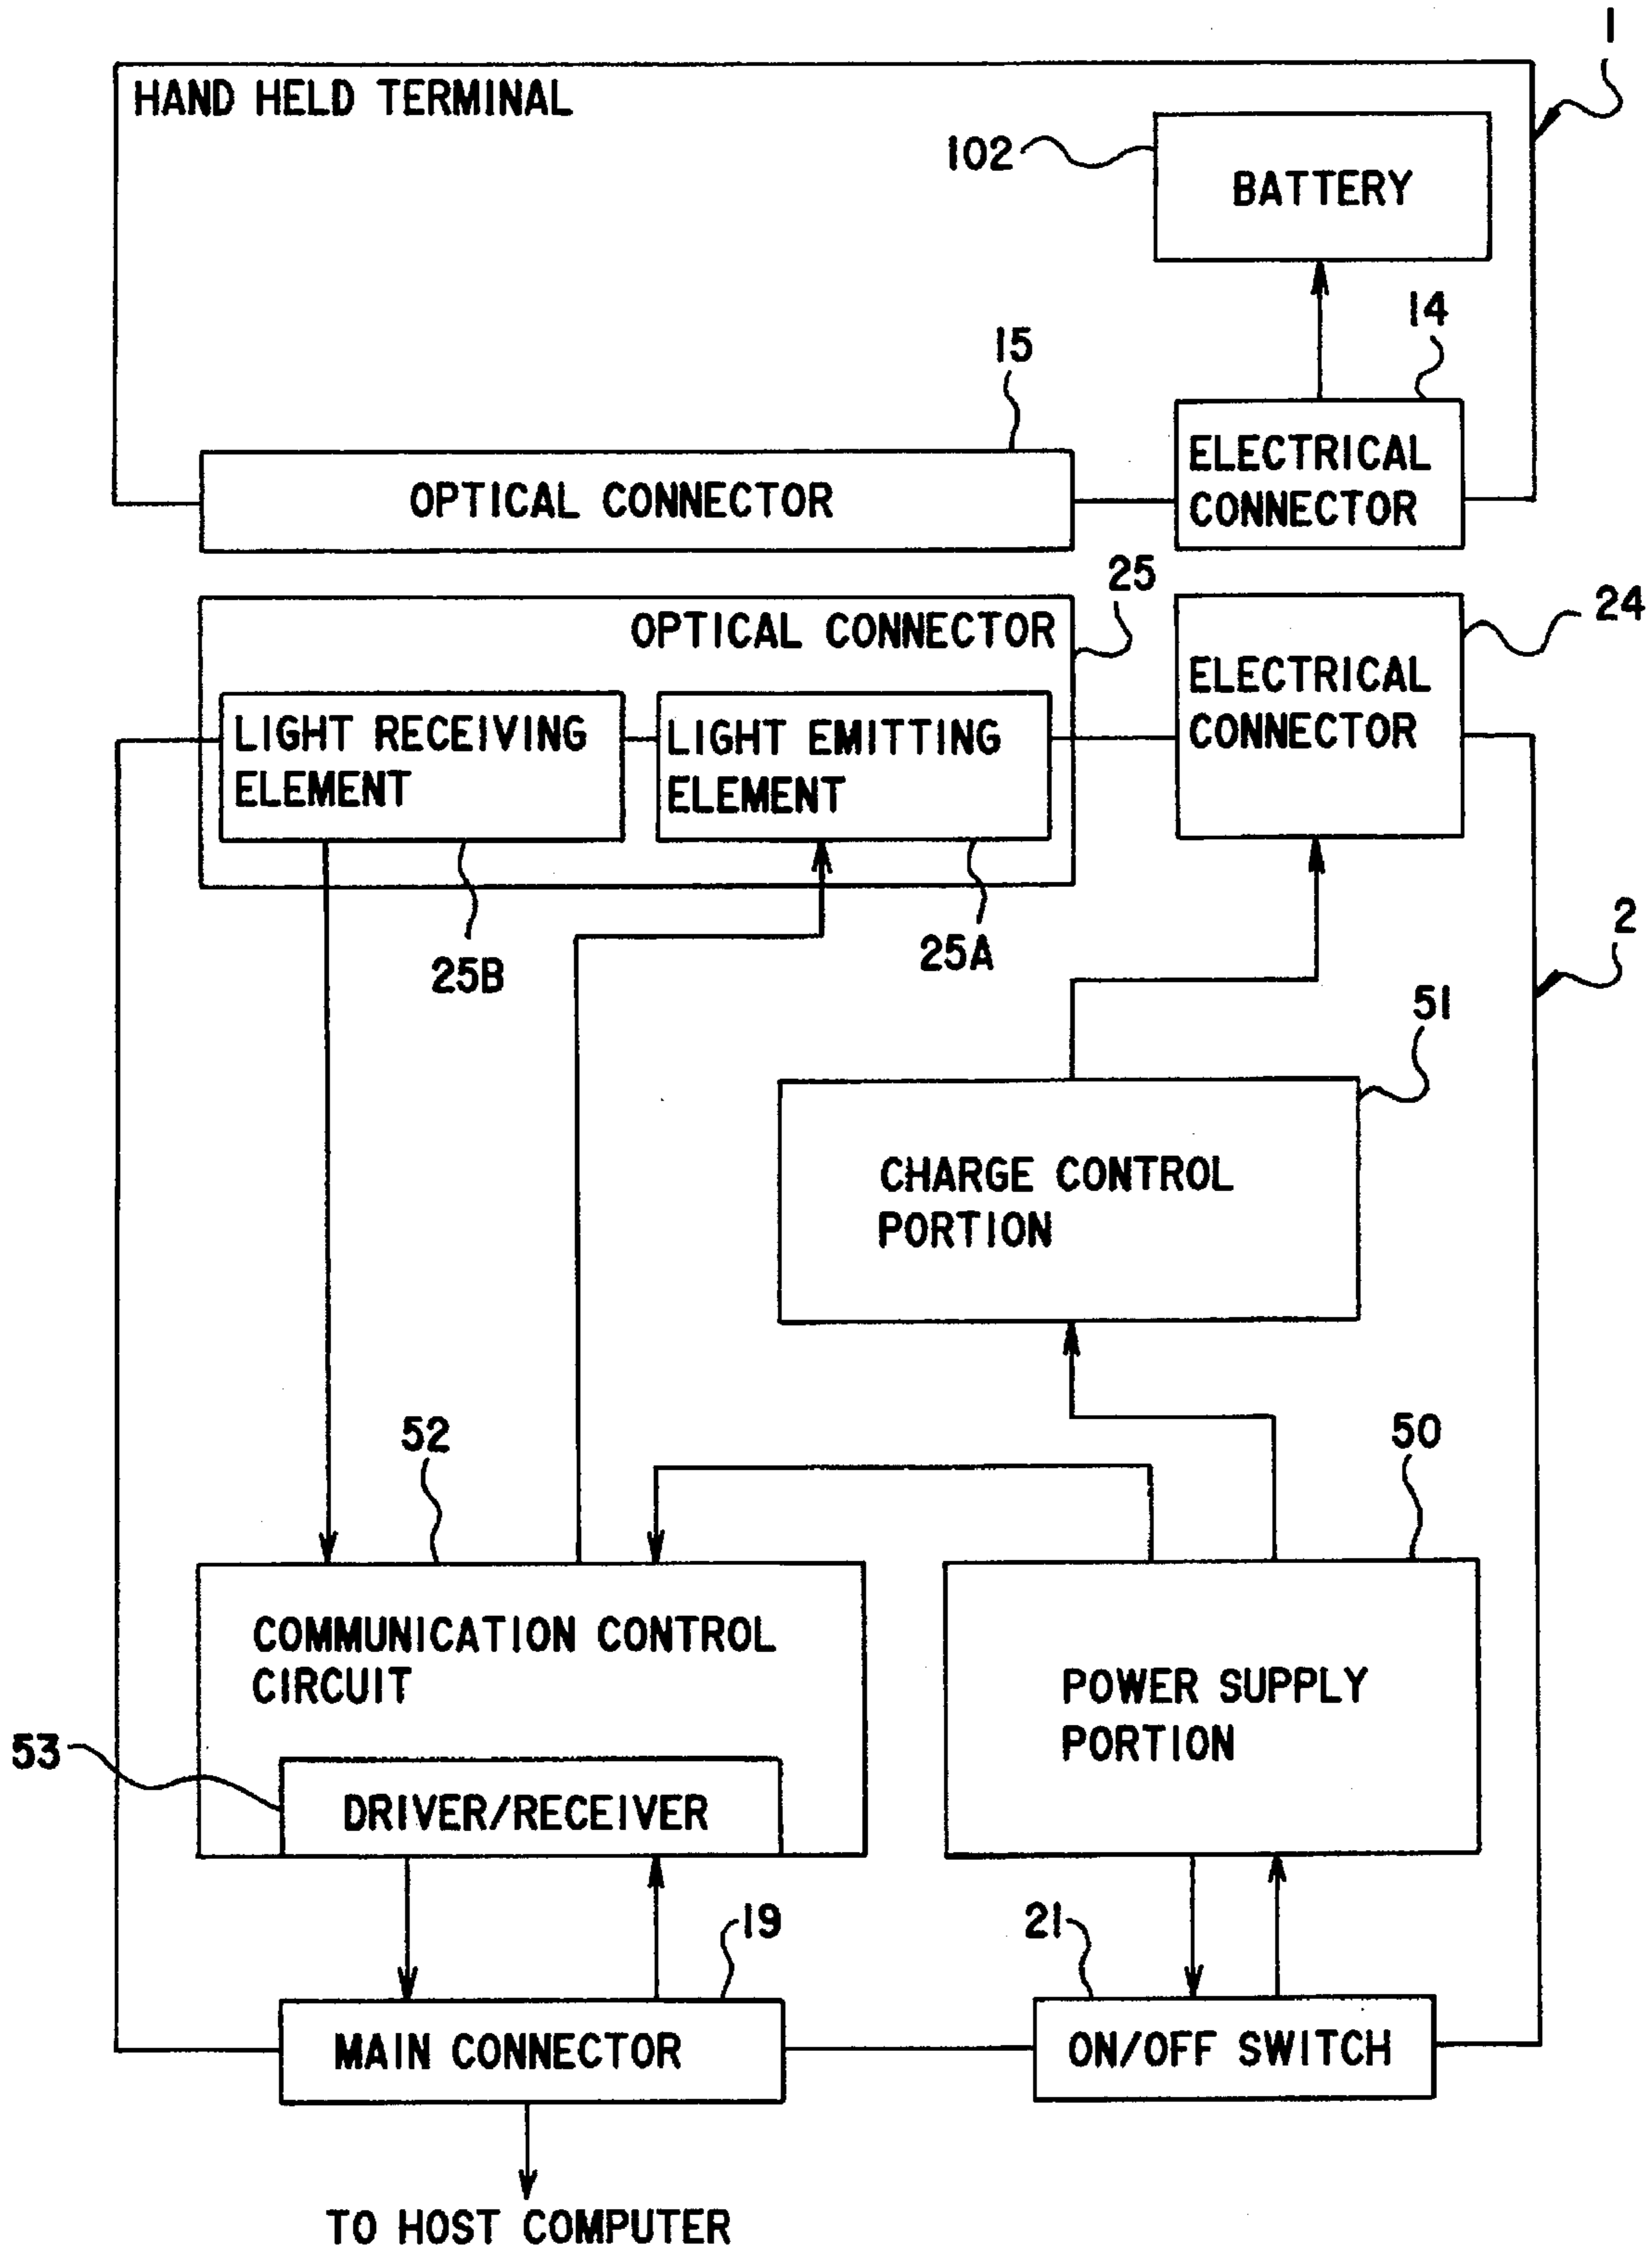 1
HAND HELD TERMINAL
102
BATTERY
14
15
ELECTRICAL
CONNECTOR
OPTICAL CONNECTOR
25
24
OPTICAL CONNECTOR
ELECTRICAL
CONNECTOR
LIGHT RECEIVING
ELEMENT
LIGHT EMITTING
ELEMENT
2
25B
25A
51
CHARGE CONTROL
PORTION
52
50
COMMUNICATION CONTROL
CIRCUIT
POWER SUPPLY
PORTION
53
DRIVER/RECEIVER
19
21
MAIN CONNECTOR
ON/OFF SWITCH
TO HOST COMPUTER